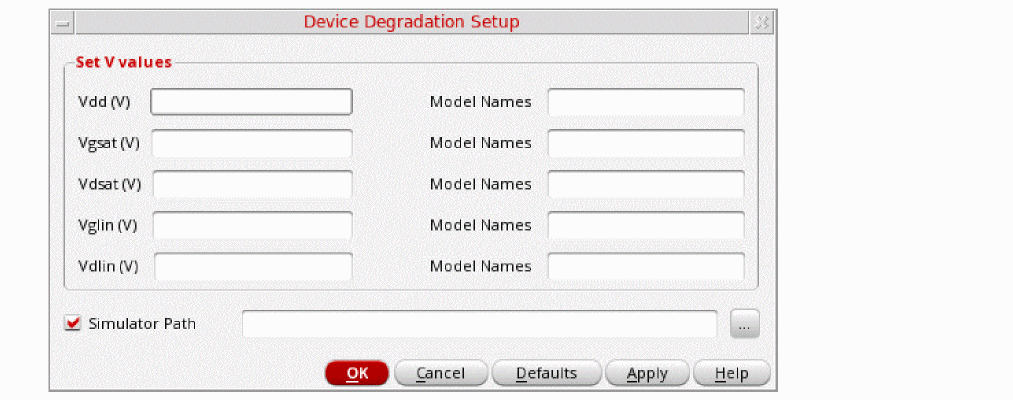 Device Degradation Setup
Set V values
Vdd (V) Model Names
Vgsat (V) Model Names
Vdsat (V) Model Names
Vglin (V) Model Names
Vdlin (V) Model Names
Simulator Path ...
OK Cancel Defaults Apply Help